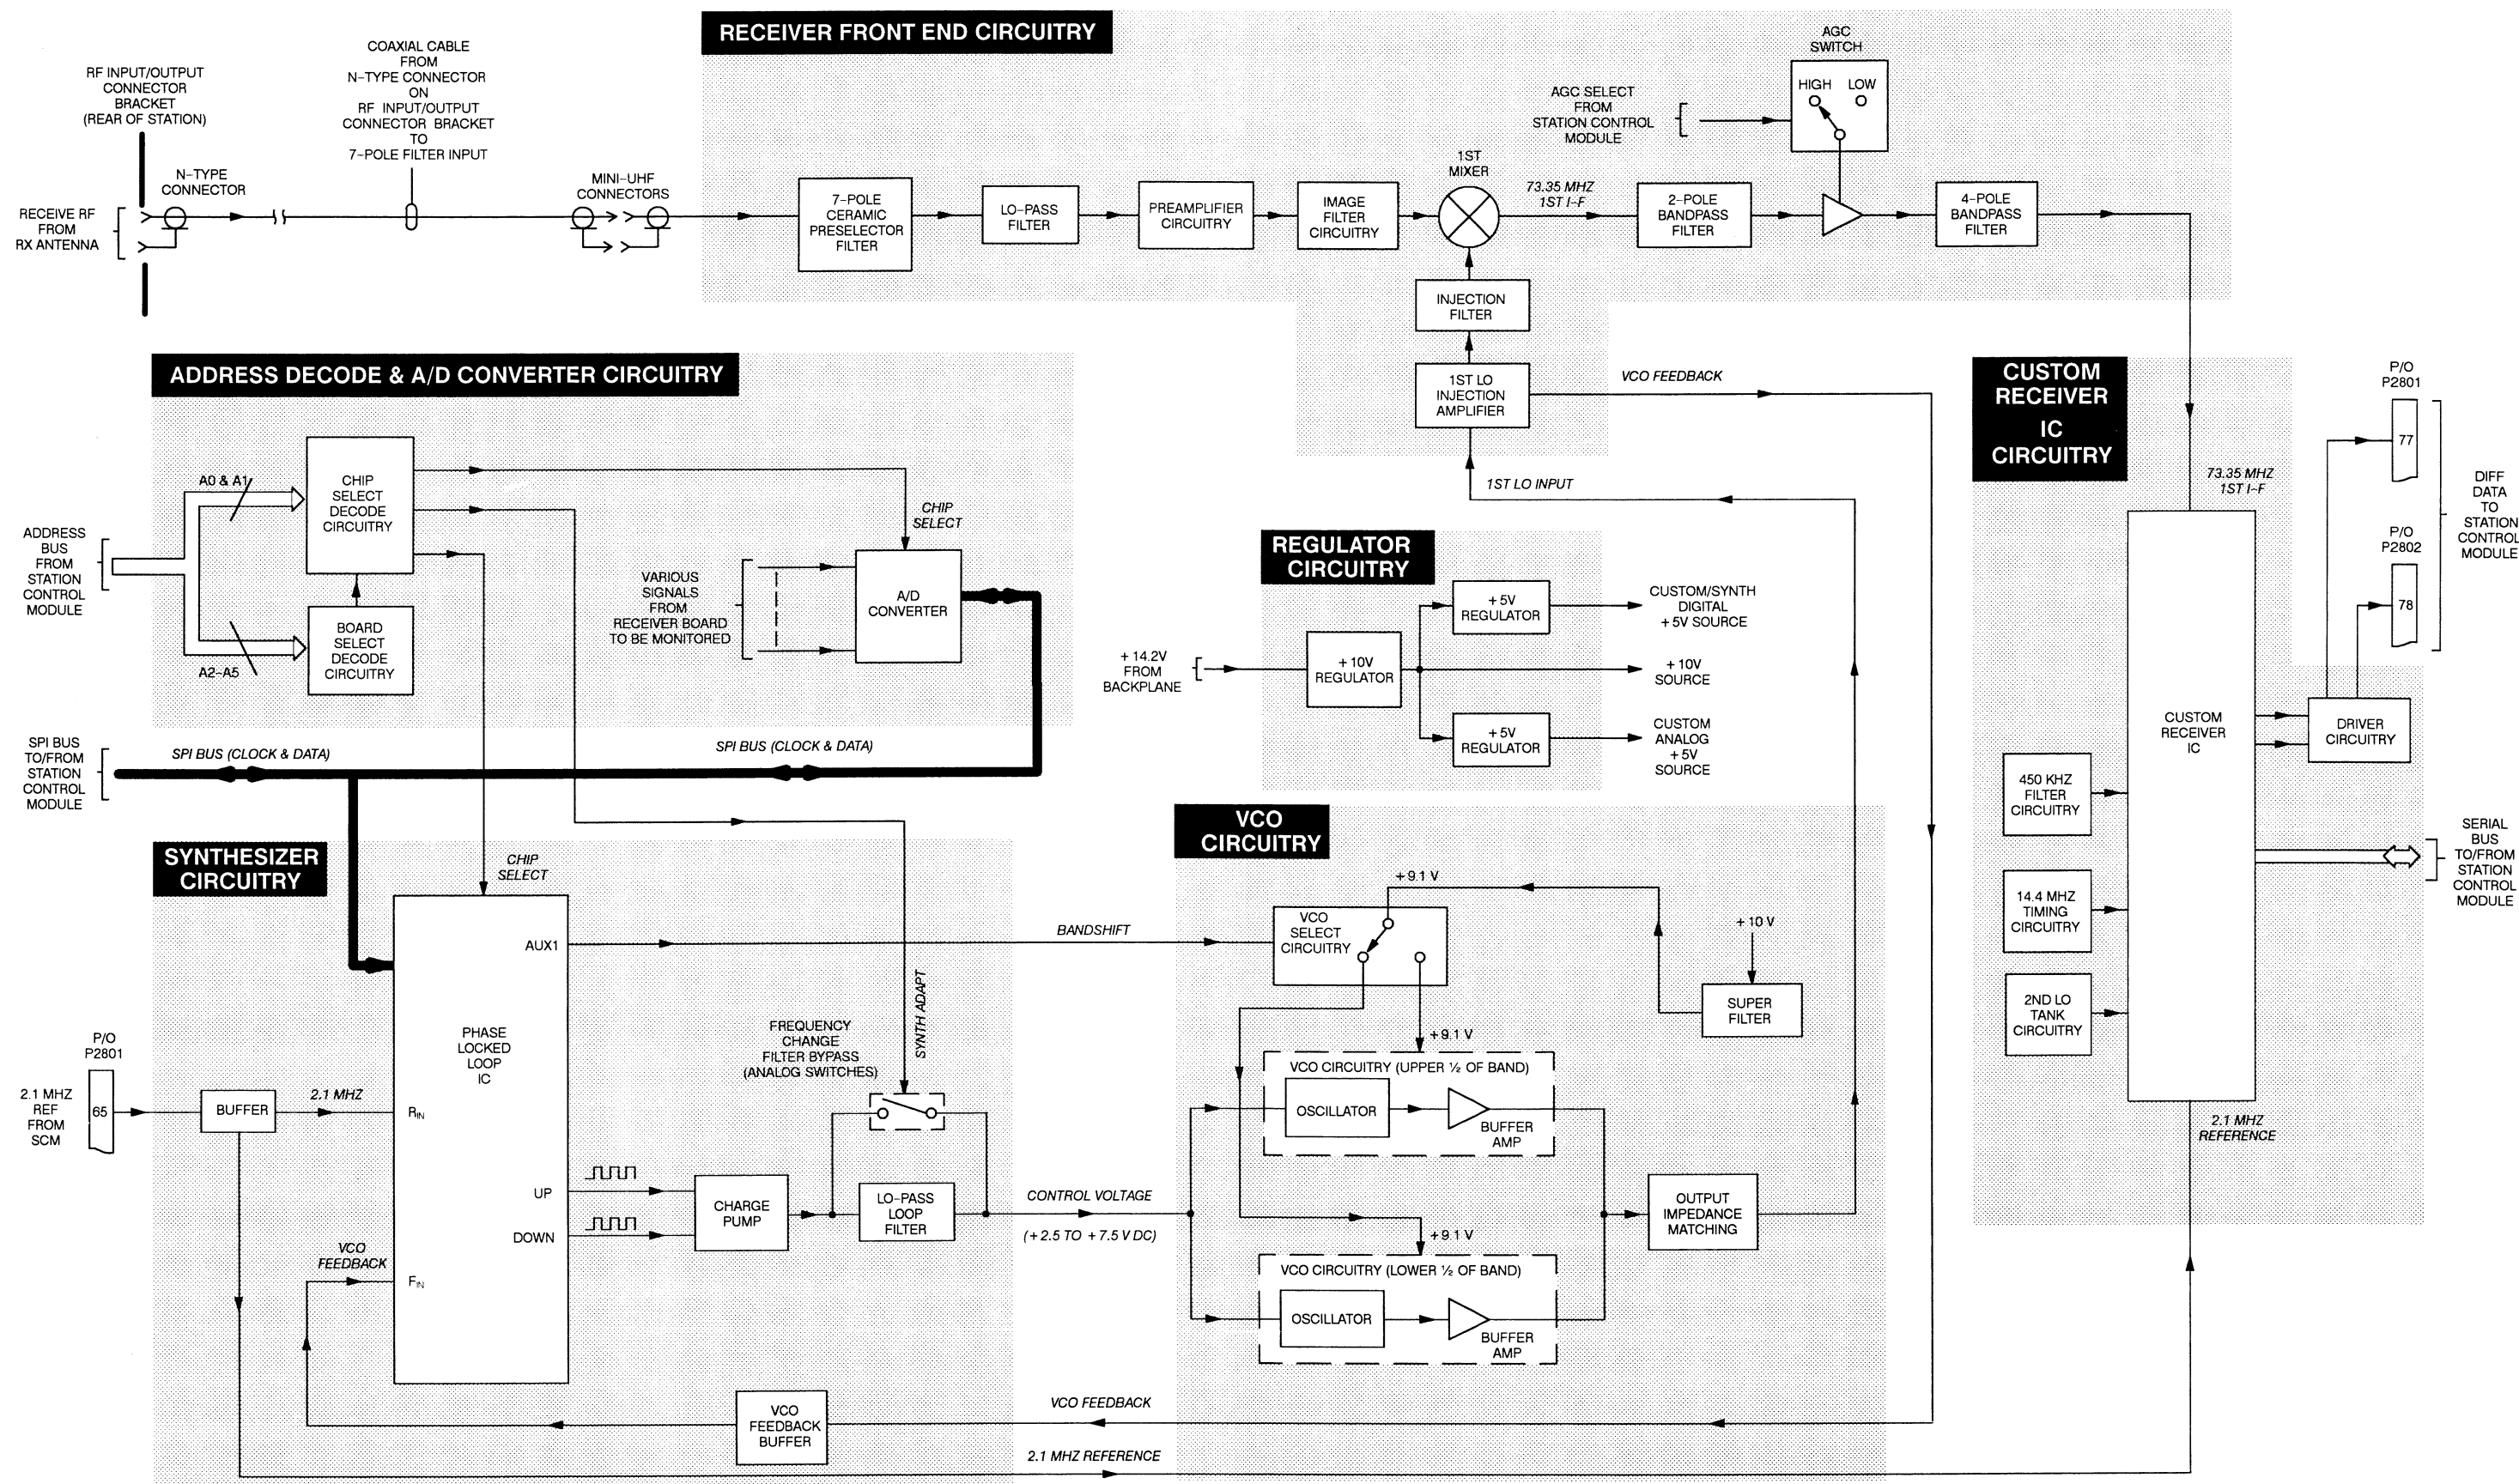 RECEIVER FRONT END CIRCUITRY
RF INPUT/OUTPUT
CONNECTOR
BRACKET
(REAR OF STATION)
COAXIAL CABLE
FROM
N-TYPE CONNECTOR
ON
RF INPUT/OUTPUT
CONNECTOR BRACKET
TO
7-POLE FILTER INPUT
N-TYPE
CONNECTOR
MINI-UHF
CONNECTORS
RECEIVE RF
FROM
RX ANTENNA
7-POLE
CERAMIC
PRESELECTOR
FILTER
LO-PASS
FILTER
PREAMPLIFIER
CIRCUITRY
IMAGE
FILTER
CIRCUITRY
1ST
MIXER
73.35 MHZ
1ST I-F
AGC SELECT
FROM
STATION CONTROL
MODULE
AGC
SWITCH
HIGH LOW
2-POLE
BANDPASS
FILTER
4-POLE
BANDPASS
FILTER
INJECTION
FILTER
1ST LO
INJECTION
AMPLIFIER
VCO FEEDBACK
1ST LO INPUT
ADDRESS DECODE & A/D CONVERTER CIRCUITRY
ADDRESS
BUS
FROM
STATION
CONTROL
MODULE
A0 & A1
A2-A5
CHIP
SELECT
DECODE
CIRCUITRY
BOARD
SELECT
DECODE
CIRCUITRY
CHIP
SELECT
VARIOUS
SIGNALS
FROM
RECEIVER BOARD
TO BE MONITORED
A/D
CONVERTER
SPI BUS
TO/FROM
STATION
CONTROL
MODULE
SPI BUS (CLOCK & DATA)
SPI BUS (CLOCK & DATA)
REGULATOR
CIRCUITRY
+14.2V
FROM
BACKPLANE
+10V
REGULATOR
+5V
REGULATOR
+5V
REGULATOR
CUSTOM/SYNTH
DIGITAL
+5V SOURCE
+10V
SOURCE
CUSTOM
ANALOG
+5V
SOURCE
CUSTOM
RECEIVER
IC
CIRCUITRY
73.35 MHZ
1ST I-F
P/O
P2801
77
P/O
P2802
78
DIFF
DATA
TO
STATION
CONTROL
MODULE
CUSTOM
RECEIVER
IC
DRIVER
CIRCUITRY
450 KHZ
FILTER
CIRCUITRY
14.4 MHZ
TIMING
CIRCUITRY
2ND LO
TANK
CIRCUITRY
SERIAL
BUS
TO/FROM
STATION
CONTROL
MODULE
2.1 MHZ
REFERENCE
SYNTHESIZER
CIRCUITRY
CHIP
SELECT
AUX1
PHASE
LOCKED
LOOP
IC
RIN
FIN
UP
DOWN
P/O
P2801
65
2.1 MHZ
REF
FROM
SCM
BUFFER
2.1 MHZ
VCO
FEEDBACK
FREQUENCY
CHANGE
FILTER BYPASS
(ANALOG SWITCHES)
SYNTH ADAPT
CHARGE
PUMP
LO-PASS
LOOP
FILTER
CONTROL VOLTAGE
(+2.5 TO +7.5 V DC)
BANDSHIFT
VCO
CIRCUITRY
+9.1 V
VCO
SELECT
CIRCUITRY
+10 V
SUPER
FILTER
+9.1 V
VCO CIRCUITRY (UPPER ½ OF BAND)
OSCILLATOR
BUFFER
AMP
+9.1 V
VCO CIRCUITRY (LOWER ½ OF BAND)
OSCILLATOR
BUFFER
AMP
OUTPUT
IMPEDANCE
MATCHING
VCO
FEEDBACK
BUFFER
VCO FEEDBACK
2.1 MHZ REFERENCE